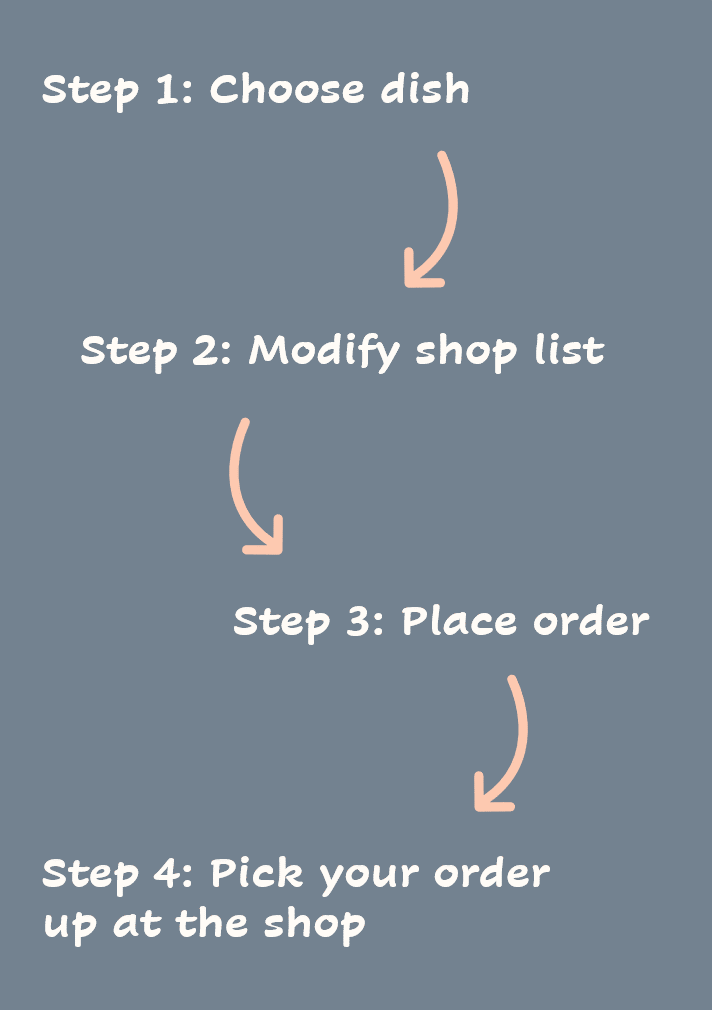 Step 1: Choose dish
Step 2: Modify shop list
Step 3: Place order
Step 4: Pick your order
up at the shop